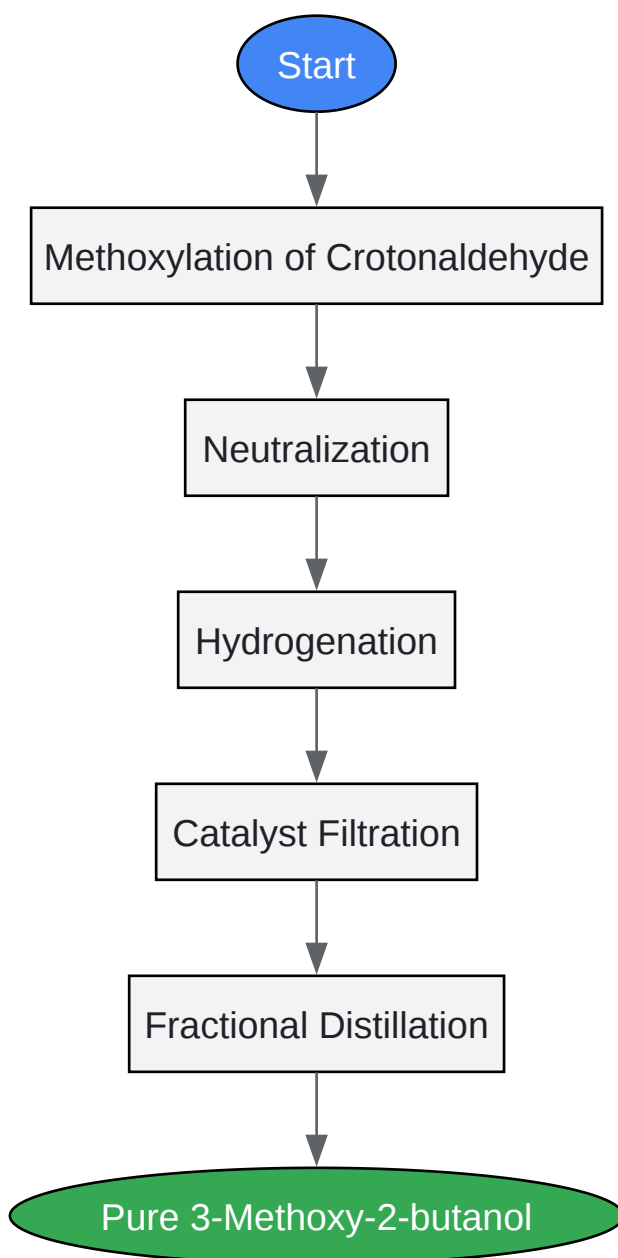 Start
Methoxylation of Crotonaldehyde
Neutralization
Hydrogenation
Catalyst Filtration
Fractional Distillation
Pure 3-Methoxy-2-butanol